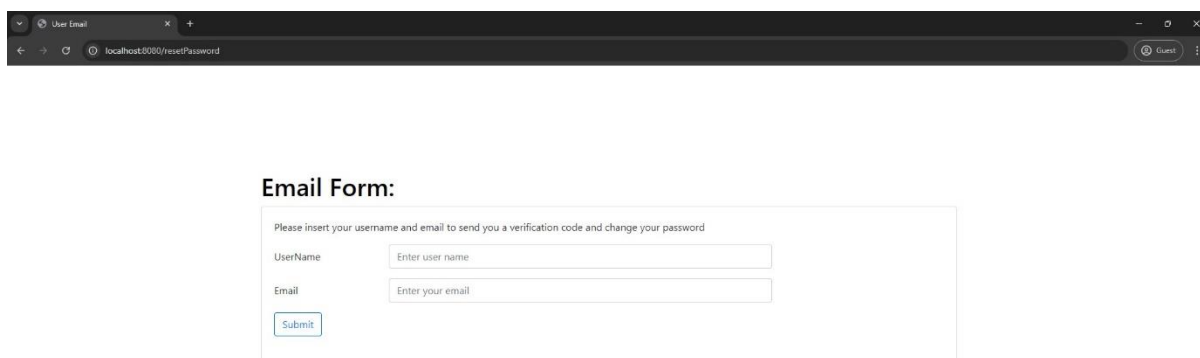 User Email
localhost:8080/resetPassword
Guest
Email Form:
Please insert your username and email to send you a verification code and change your password
UserName Enter user name
Email Enter your email
Submit